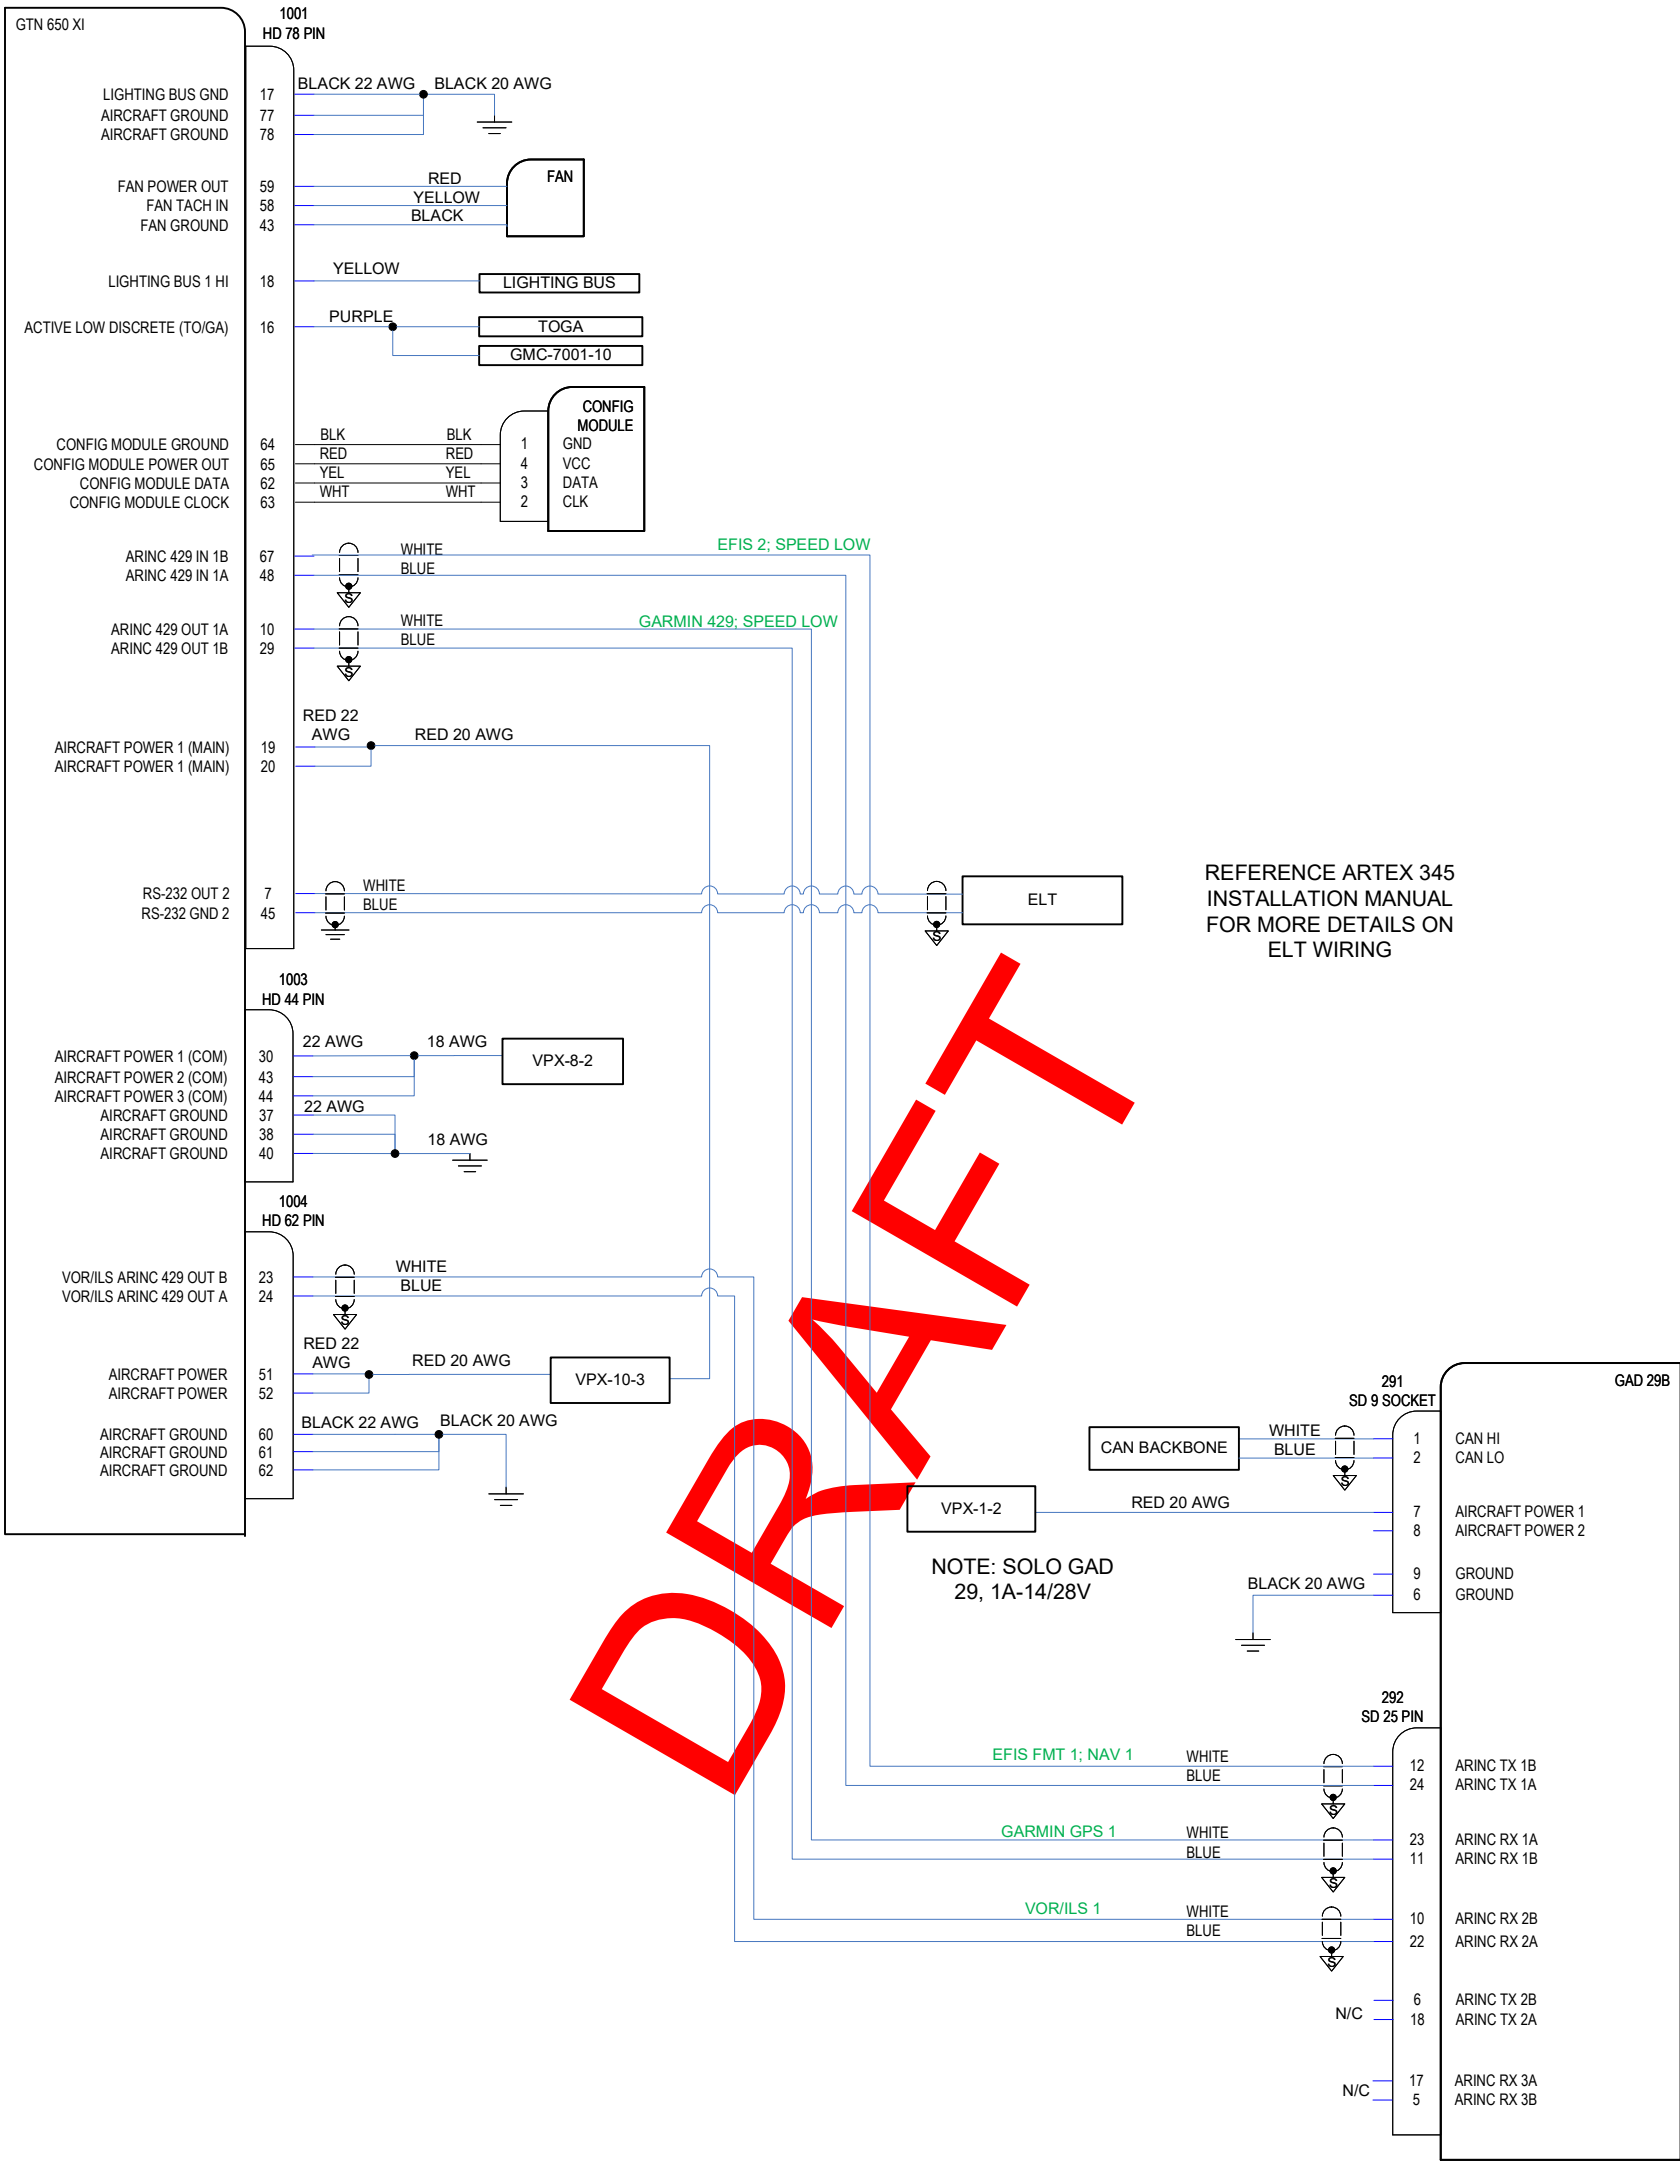 GTN 650 XI
1001
HD 78 PIN
BLACK 22 AWG BLACK 20 AWG
LIGHTING BUS GND 17
AIRCRAFT GROUND 77
AIRCRAFT GROUND 78
FAN POWER OUT 59 RED FAN
FAN TACH IN 58 YELLOW
FAN GROUND 43 BLACK
LIGHTING BUS 1 HI 18 YELLOW LIGHTING BUS
ACTIVE LOW DISCRETE (TO/GA) 16 PURPLE TOGA
GMC-7001-10
CONFIG
MODULE
CONFIG MODULE GROUND 64 BLK BLK 1 GND
CONFIG MODULE POWER OUT 65 RED RED 4 VCC
CONFIG MODULE DATA 62 YEL YEL 3 DATA
CONFIG MODULE CLOCK 63 WHT WHT 2 CLK
ARINC 429 IN 1B 67 WHITE EFIS 2; SPEED LOW
ARINC 429 IN 1A 48 BLUE
S
ARINC 429 OUT 1A 10 WHITE GARMIN 429; SPEED LOW
ARINC 429 OUT 1B 29 BLUE
S
RED 22
AWG RED 20 AWG
AIRCRAFT POWER 1 (MAIN) 19
AIRCRAFT POWER 1 (MAIN) 20
RS-232 OUT 2 7 WHITE
RS-232 GND 2 45 BLUE
ELT
S
REFERENCE ARTEX 345
INSTALLATION MANUAL
FOR MORE DETAILS ON
ELT WIRING
1003
HD 44 PIN
22 AWG 18 AWG
AIRCRAFT POWER 1 (COM) 30 VPX-8-2
AIRCRAFT POWER 2 (COM) 43
AIRCRAFT POWER 3 (COM) 44
22 AWG
AIRCRAFT GROUND 37
AIRCRAFT GROUND 38
18 AWG
AIRCRAFT GROUND 40
1004
HD 62 PIN
VOR/ILS ARINC 429 OUT B 23 WHITE
VOR/ILS ARINC 429 OUT A 24 BLUE
S
RED 22
AWG RED 20 AWG
AIRCRAFT POWER 51 VPX-10-3
AIRCRAFT POWER 52
BLACK 22 AWG BLACK 20 AWG
AIRCRAFT GROUND 60
AIRCRAFT GROUND 61
AIRCRAFT GROUND 62
DRAFT
GAD 29B
291
SD 9 SOCKET
CAN BACKBONE WHITE 1 CAN HI
BLUE 2 CAN LO
S
VPX-1-2 RED 20 AWG 7 AIRCRAFT POWER 1
8 AIRCRAFT POWER 2
NOTE: SOLO GAD
29, 1A-14/28V
9 GROUND
BLACK 20 AWG 6 GROUND
292
SD 25 PIN
EFIS FMT 1; NAV 1 WHITE 12 ARINC TX 1B
BLUE 24 ARINC TX 1A
S
GARMIN GPS 1 WHITE 23 ARINC RX 1A
BLUE 11 ARINC RX 1B
S
VOR/ILS 1 WHITE 10 ARINC RX 2B
BLUE 22 ARINC RX 2A
S
N/C 6 ARINC TX 2B
18 ARINC TX 2A
N/C 17 ARINC RX 3A
5 ARINC RX 3B